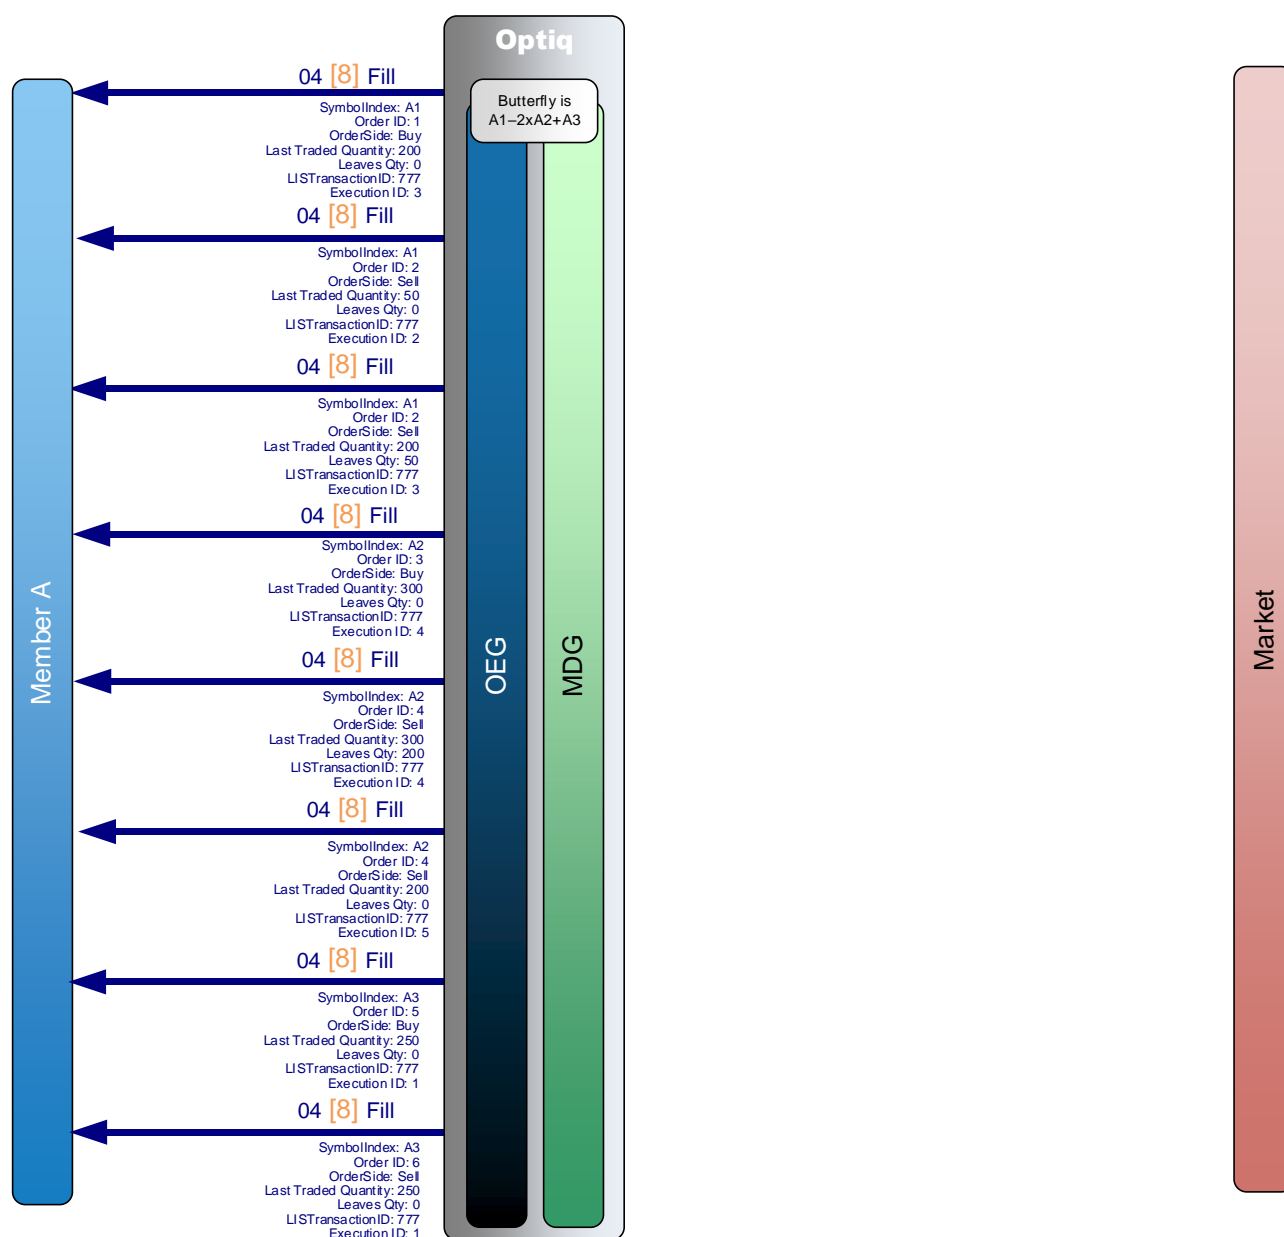 Optiq
Butterfly is
A1–2xA2+A3
04 [8] Fill
SymbolIndex: A1
Order ID: 1
OrderSide: Buy
Last Traded Quantity: 200
Leaves Qty: 0
LISTransactionID: 777
Execution ID: 3
04 [8] Fill
SymbolIndex: A1
Order ID: 2
OrderSide: Sell
Last Traded Quantity: 50
Leaves Qty: 0
LISTransactionID: 777
Execution ID: 2
04 [8] Fill
SymbolIndex: A1
Order ID: 2
OrderSide: Sell
Last Traded Quantity: 200
Leaves Qty: 50
LISTransactionID: 777
Execution ID: 3
04 [8] Fill
SymbolIndex: A2
Order ID: 3
OrderSide: Buy
Last Traded Quantity: 300
Leaves Qty: 0
LISTransactionID: 777
Execution ID: 4
04 [8] Fill
SymbolIndex: A2
Order ID: 4
OrderSide: Sell
Last Traded Quantity: 300
Leaves Qty: 200
LISTransactionID: 777
Execution ID: 4
04 [8] Fill
SymbolIndex: A2
Order ID: 4
OrderSide: Sell
Last Traded Quantity: 200
Leaves Qty: 0
LISTransactionID: 777
Execution ID: 5
04 [8] Fill
SymbolIndex: A3
Order ID: 5
OrderSide: Buy
Last Traded Quantity: 250
Leaves Qty: 0
LISTransactionID: 777
Execution ID: 1
04 [8] Fill
SymbolIndex: A3
Order ID: 6
OrderSide: Sell
Last Traded Quantity: 250
Leaves Qty: 0
LISTransactionID: 777
Execution ID: 1
Member A
OEG
MDG
Market